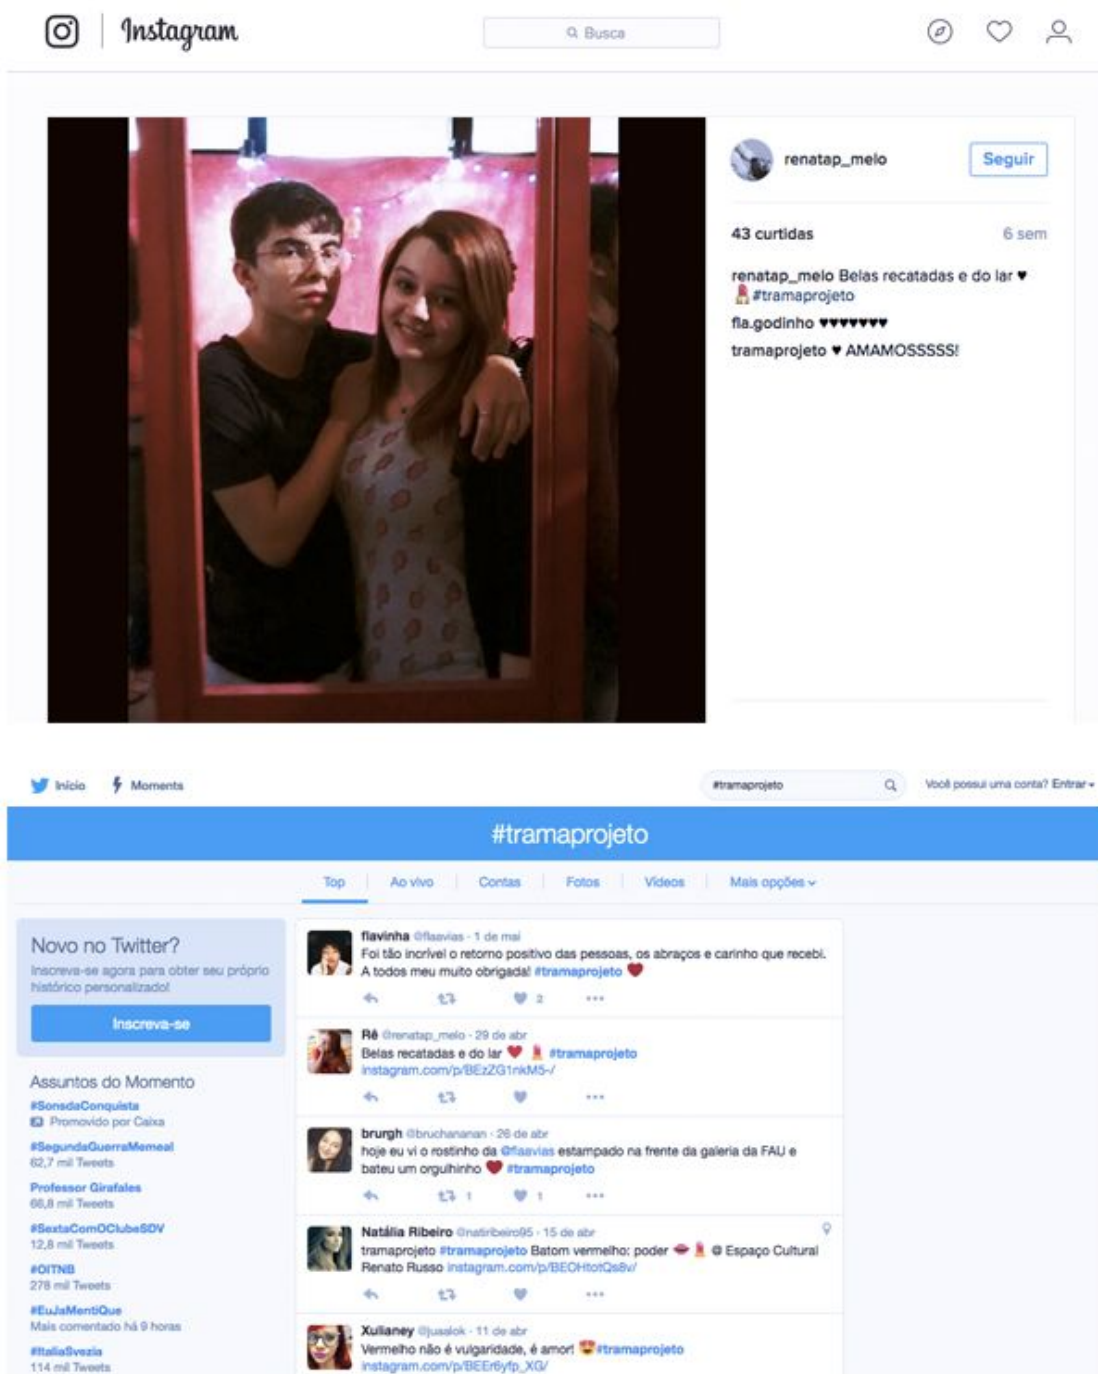 Instagram
Busca
renatap_melo
Seguir
43 curtidas
6 sem
renatap_melo Belas recatadas e do lar ♥
💄 #tramaprojeto
fla.godinho ♥♥♥♥♥♥♥
tramaprojeto ♥ AMAMOSSSSS!
Início
Moments
#tramaprojeto
Você possui uma conta? Entrar
#tramaprojeto
Top
Ao vivo
Contas
Fotos
Vídeos
Mais opções
Novo no Twitter?
Inscreva-se agora para obter seu próprio
histórico personalizado!
Inscreva-se
Assuntos do Momento
#SonsdaConquista
Promovido por Caixa
#SegundaGuerraMemeal
62,7 mil Tweets
Professor Girafales
66,8 mil Tweets
#SextaComOClubeSDV
12,8 mil Tweets
#OITNB
278 mil Tweets
#EuJaMentiQue
Mais comentado há 9 horas
#ItaliaSvezia
114 mil Tweets
flavinha @flaavias · 1 de mai
Foi tão incrível o retorno positivo das pessoas, os abraços e carinho que recebi.
A todos meu muito obrigada! #tramaprojeto ❤
2
Rê @renatap_melo · 29 de abr
Belas recatadas e do lar ❤ 💄 #tramaprojeto
instagram.com/p/BEzZG1nkM5-/
brurgh @bruchananan · 26 de abr
hoje eu vi o rostinho da @flaavias estampado na frente da galeria da FAU e
bateu um orgulhinho ❤ #tramaprojeto
1
1
Natália Ribeiro @natiribeiro95 · 15 de abr
tramaprojeto #tramaprojeto Batom vermelho: poder 👄 💄 @ Espaço Cultural
Renato Russo instagram.com/p/BEOHtotQs8v/
Xulianey @jusalok · 11 de abr
Vermelho não é vulgaridade, é amor! 😍 #tramaprojeto
instagram.com/p/BEEr6yfp_XG/